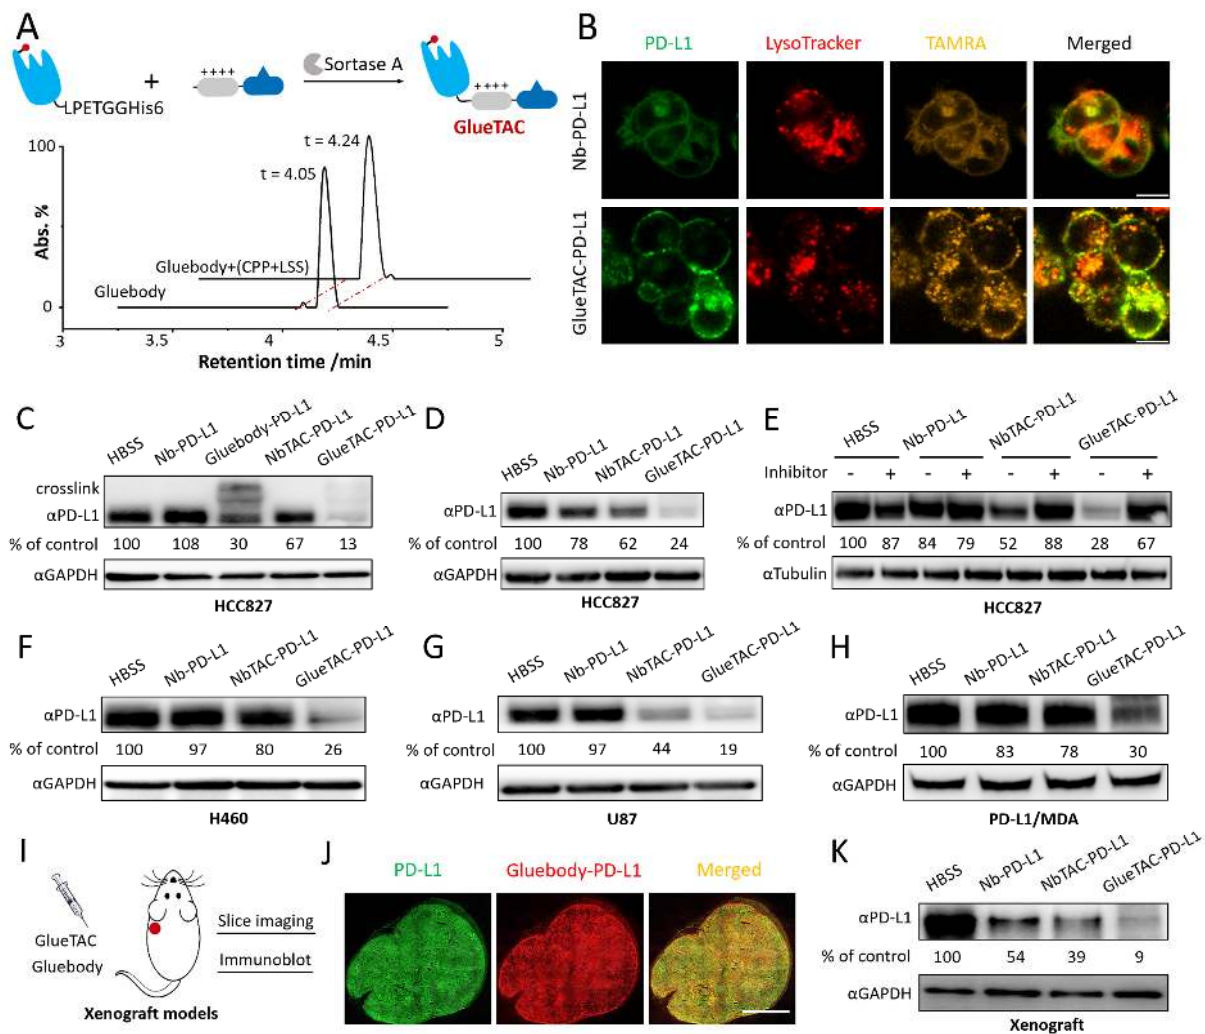 A
++++
LPETGGHis6
+
Sortase A
++++
GlueTAC
100
t = 4.24
t = 4.05
Abs. %
Gluebody+(CPP+LSS)
Gluebody
0
3 3.5 4 4.5 5
Retention time /min
B
PD-L1 LysoTracker TAMRA Merged
Nb-PD-L1
GlueTAC-PD-L1
C
HBSS Nb-PD-L1 Gluebody-PD-L1 NbTAC-PD-L1 GlueTAC-PD-L1
crosslink
αPD-L1
% of control 100 108 30 67 13
αGAPDH
HCC827
D
HBSS Nb-PD-L1 NbTAC-PD-L1 GlueTAC-PD-L1
αPD-L1
% of control 100 78 62 24
αGAPDH
HCC827
E
HBSS Nb-PD-L1 NbTAC-PD-L1 GlueTAC-PD-L1
Inhibitor - + - + - + - +
αPD-L1
% of control 100 87 84 79 52 88 28 67
αTubulin
HCC827
F
HBSS Nb-PD-L1 NbTAC-PD-L1 GlueTAC-PD-L1
αPD-L1
% of control 100 97 80 26
αGAPDH
H460
G
HBSS Nb-PD-L1 NbTAC-PD-L1 GlueTAC-PD-L1
αPD-L1
% of control 100 97 44 19
αGAPDH
U87
H
HBSS Nb-PD-L1 NbTAC-PD-L1 GlueTAC-PD-L1
αPD-L1
% of control 100 83 78 30
αGAPDH
PD-L1/MDA
I
GlueTAC
Gluebody
Slice imaging
Immunoblot
Xenograft models
J
PD-L1 Gluebody-PD-L1 Merged
K
HBSS Nb-PD-L1 NbTAC-PD-L1 GlueTAC-PD-L1
αPD-L1
% of control 100 54 39 9
αGAPDH
Xenograft